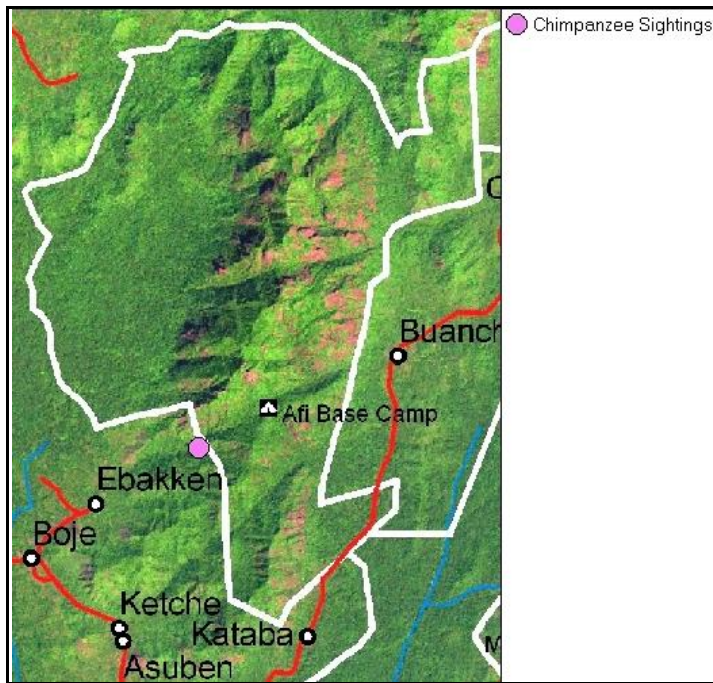 Chimpanzee Sightings
C
Buanch
Afi Base Camp
Ebakken
Boje
Ketche
Kataba
Asuben
M